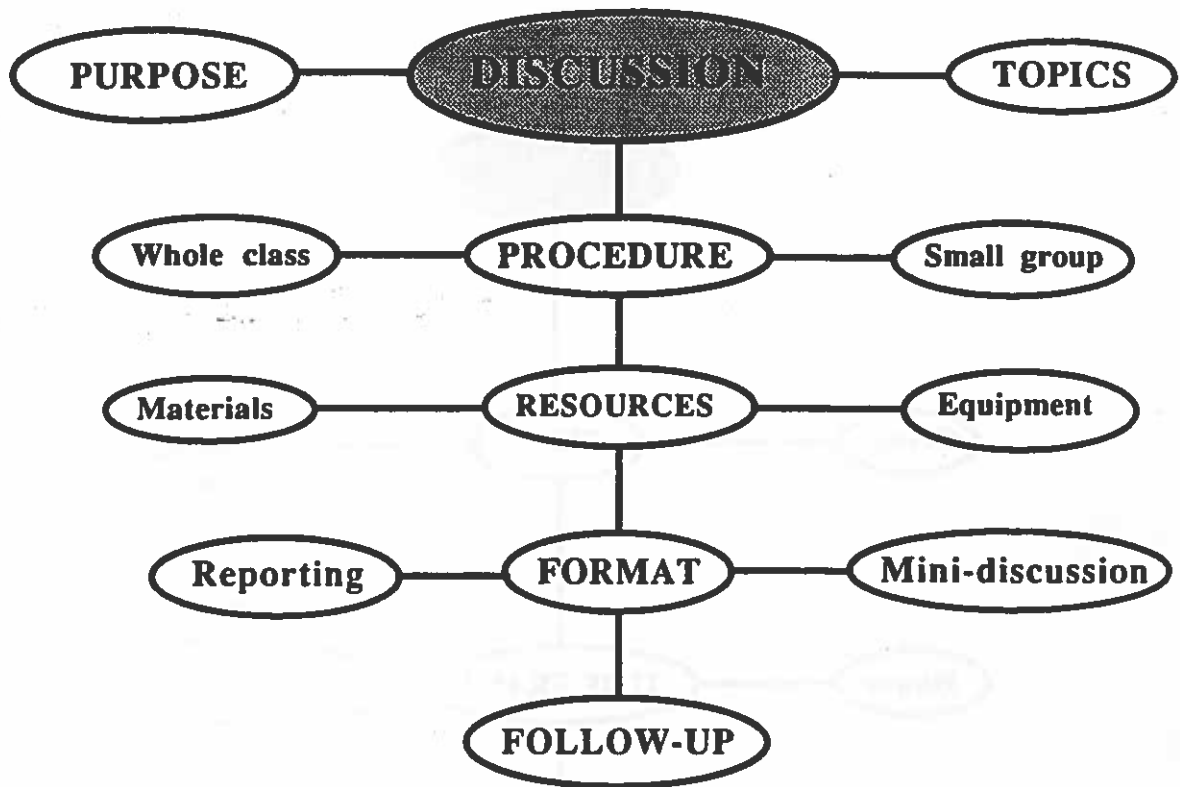 PURPOSE
DISCUSSION
TOPICS
Whole class
PROCEDURE
Small group
Materials
RESOURCES
Equipment
Reporting
FORMAT
Mini-discussion
FOLLOW-UP